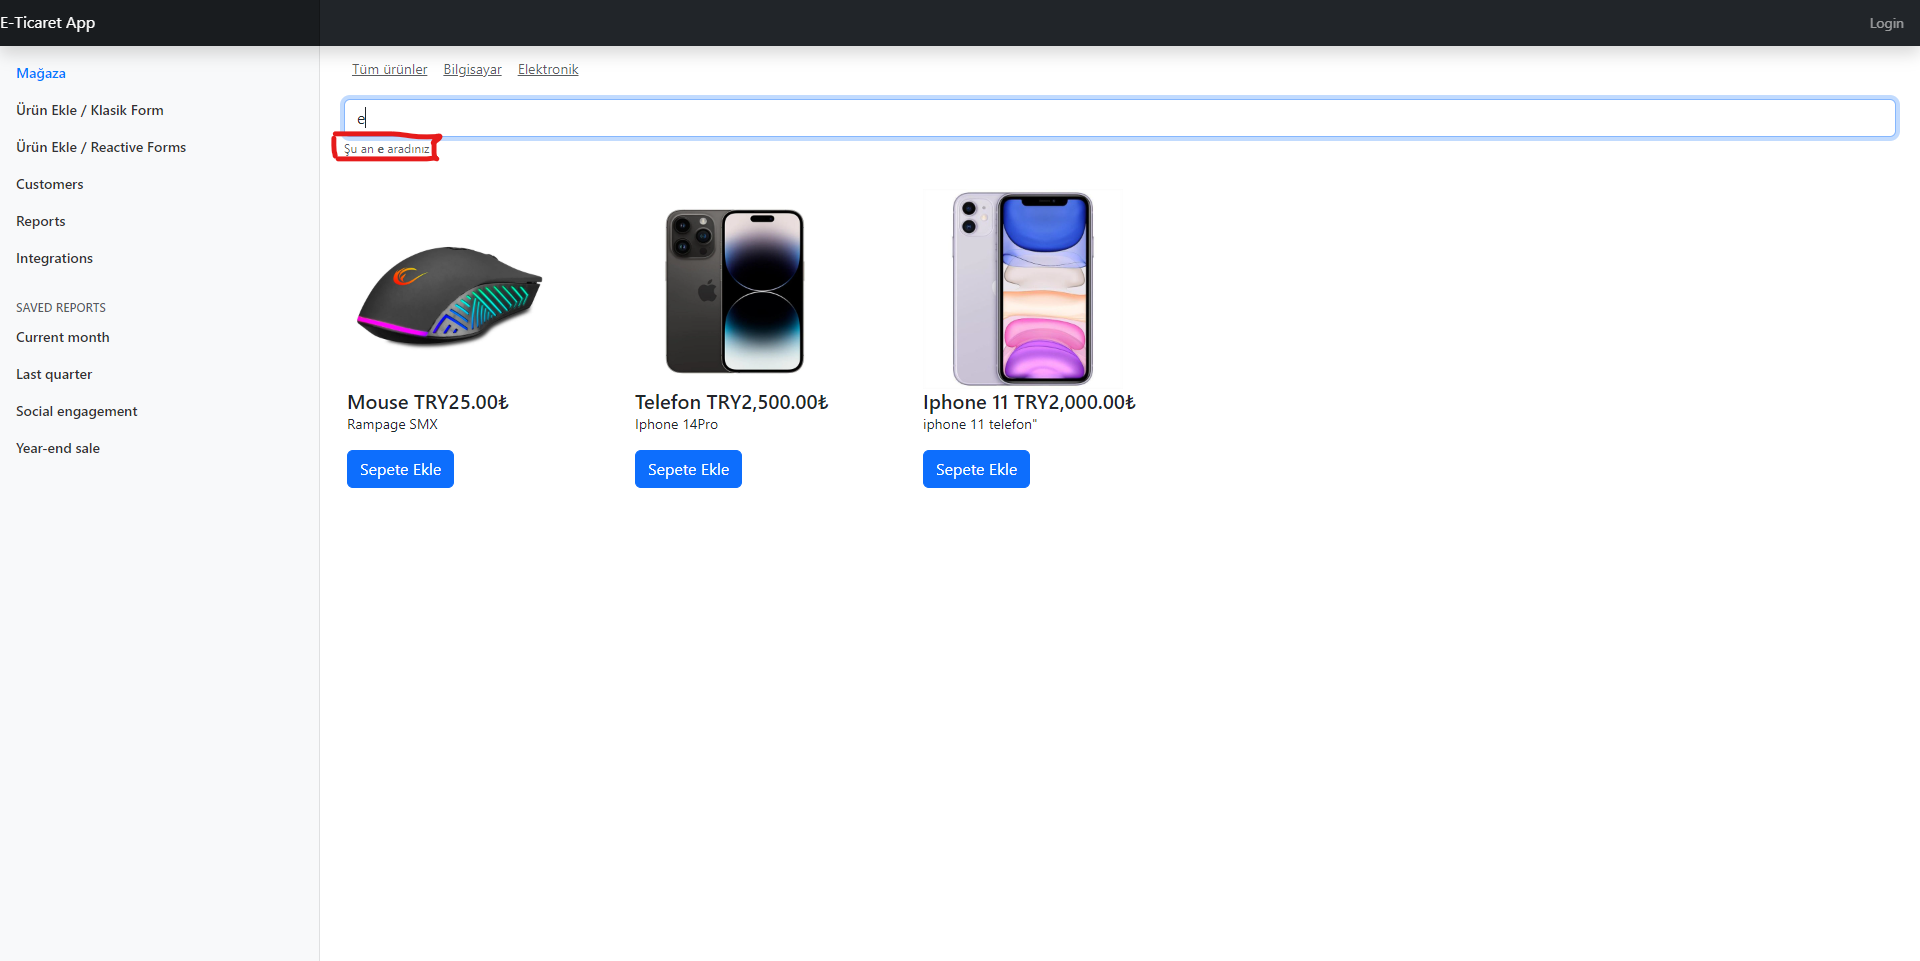 E-Ticaret App
Login
Mağaza
Ürün Ekle / Klasik Form
Ürün Ekle / Reactive Forms
Customers
Reports
Integrations
SAVED REPORTS
Current month
Last quarter
Social engagement
Year-end sale
Tüm ürünler Bilgisayar Elektronik
e
Şu an e aradınız
Mouse TRY25.00₺
Rampage SMX
Sepete Ekle
Telefon TRY2,500.00₺
Iphone 14Pro
Sepete Ekle
Iphone 11 TRY2,000.00₺
iphone 11 telefon"
Sepete Ekle